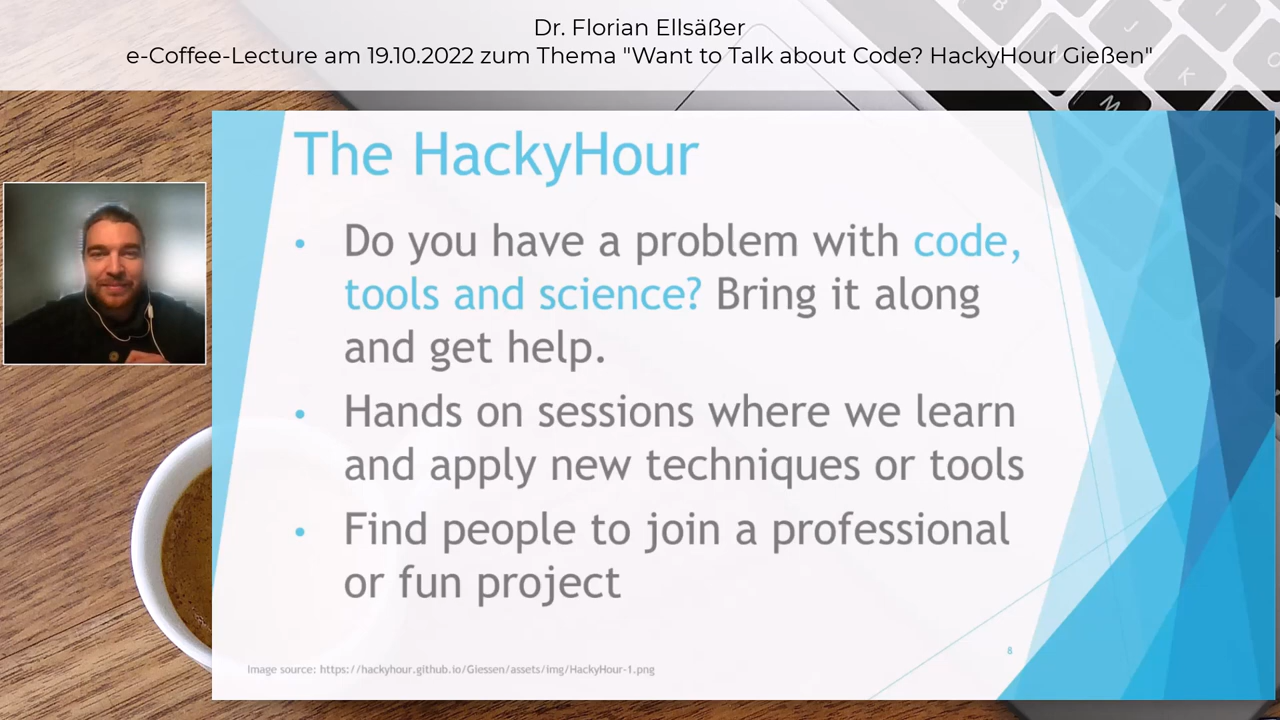 Dr. Florian Ellsäßer
e-Coffee-Lecture am 19.10.2022 zum Thema "Want to Talk about Code? HackyHour Gießen"
The HackyHour
• Do you have a problem with code,
tools and science? Bring it along
and get help.
• Hands on sessions where we learn
and apply new techniques or tools
• Find people to join a professional
or fun project
8
Image source: https://hackyhour.github.io/Giessen/assets/img/HackyHour-1.png
B
J
I
K
O
M